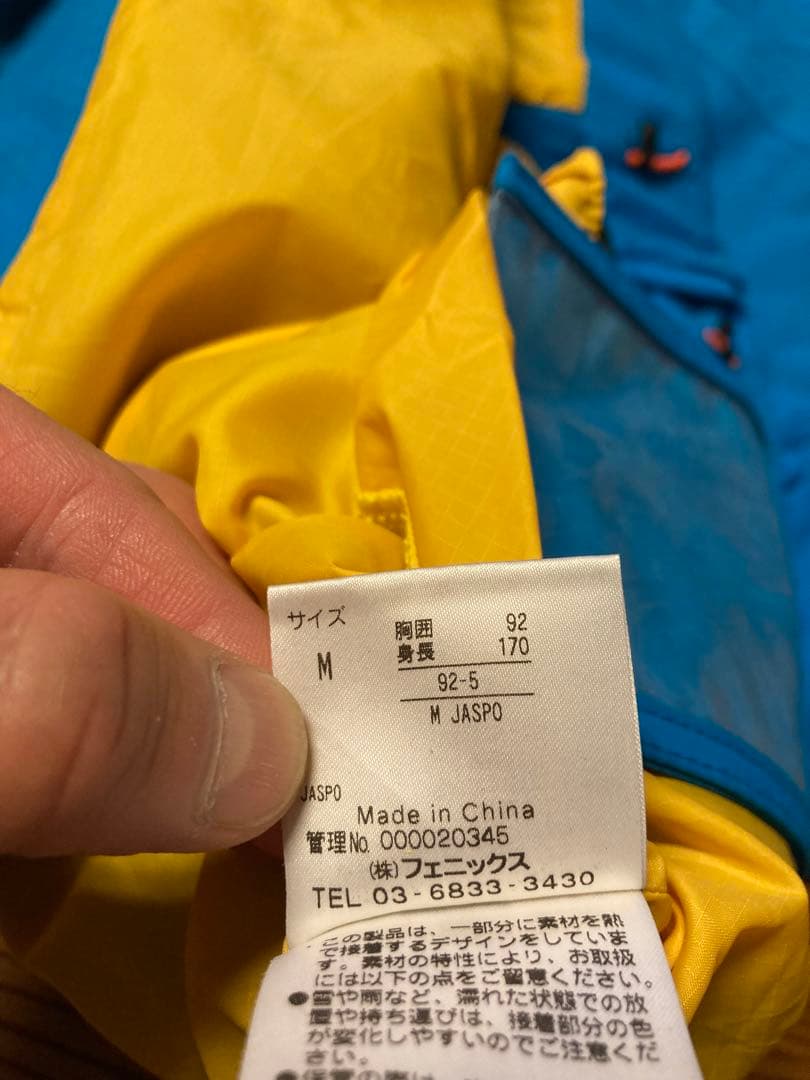 サイズ
M
胸囲 92
身長 170
92-5
M JASPO
JASPO
Made in China
管理No. 000020345
(株)フェニックス
TEL 03-6833-3430
この製品は、一部分に素材を熱
で接着するデザインをしていま
す。素材の特性により、お取扱
には以下の点をご留意ください。
●雪や雨など、濡れた状態での放
置や持ち運びは、接着部分の色
が変化しやすいのでご注意くだ
さい。